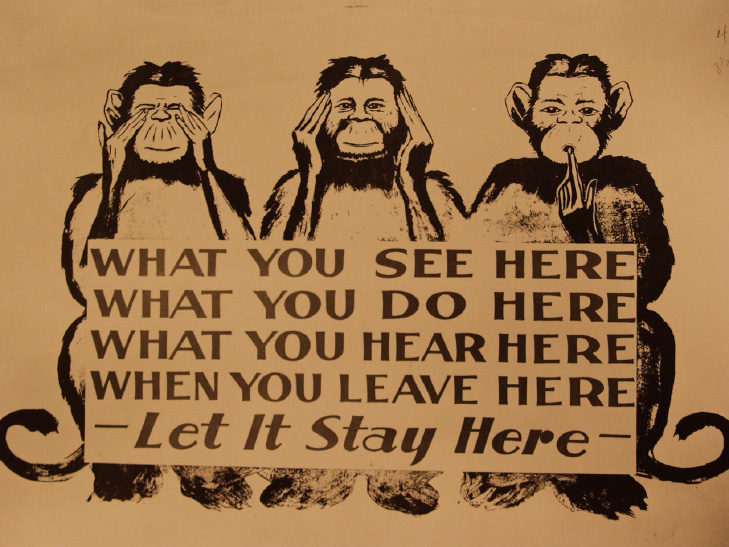 WHAT YOU SEE HERE
WHAT YOU DO HERE
WHAT YOU HEAR HERE
WHEN YOU LEAVE HERE
—Let It Stay Here—